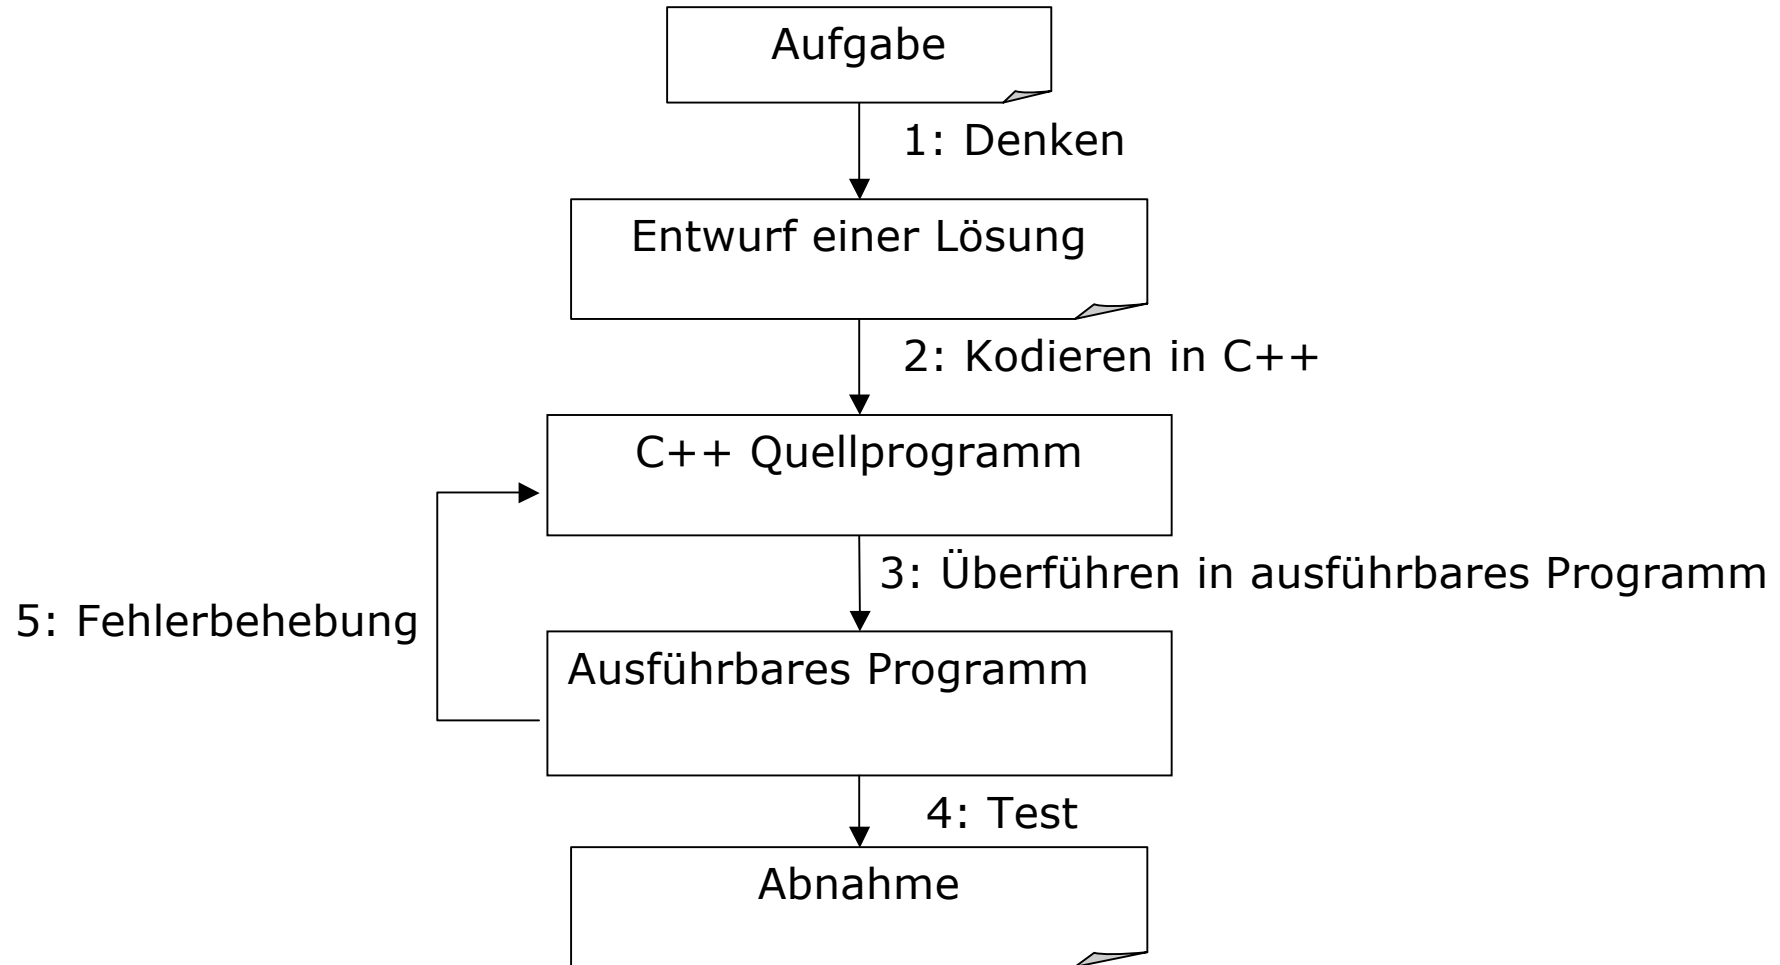 Aufgabe
1: Denken
Entwurf einer Lösung
2: Kodieren in C++
C++ Quellprogramm
3: Überführen in ausführbares Programm
5: Fehlerbehebung
Ausführbares Programm
4: Test
Abnahme